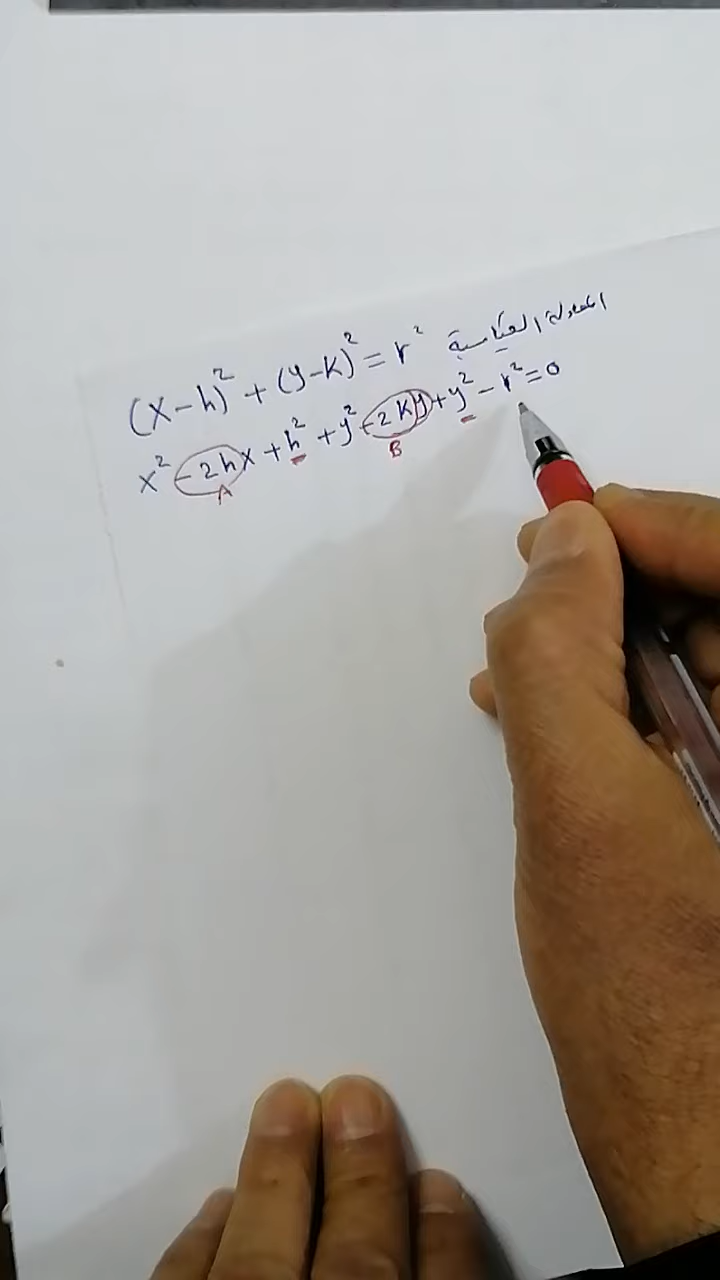 (x-h)² + (y-k)² = r² المعادلة القياسية
x² -2hx + h² + y² -2ky + y² - r² = 0
A B